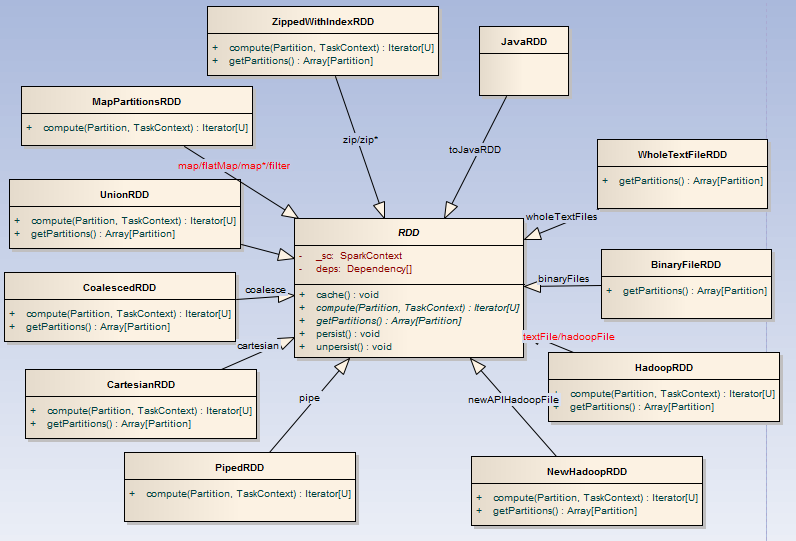 ZippedWithIndexRDD
+ compute(Partition, TaskContext) : Iterator[U]
+ getPartitions() : Array[Partition]
JavaRDD
MapPartitionsRDD
+ compute(Partition, TaskContext) : Iterator[U]
zip/zip*
toJavaRDD
map/flatMap/map*/filter
WholeTextFileRDD
+ getPartitions() : Array[Partition]
UnionRDD
+ compute(Partition, TaskContext) : Iterator[U]
+ getPartitions() : Array[Partition]
wholeTextFiles
RDD
- _sc: SparkContext
- deps: Dependency[]
+ cache() : void
+ compute(Partition, TaskContext) : Iterator[U]
+ getPartitions() : Array[Partition]
+ persist() : void
+ unpersist() : void
BinaryFileRDD
+ getPartitions() : Array[Partition]
binaryFiles
CoalescedRDD
+ compute(Partition, TaskContext) : Iterator[U]
+ getPartitions() : Array[Partition]
coalesce
textFile/hadoopFile
cartesian
HadoopRDD
compute(Partition, TaskContext) : Iterator[U]
+ getPartitions() : Array[Partition]
CartesianRDD
+ compute(Partition, TaskContext) : Iterator[U]
+ getPartitions() : Array[Partition]
pipe
newAPIHadoopFile
PipedRDD
+ compute(Partition, TaskContext) : Iterator[U]
NewHadoopRDD
+ compute(Partition, TaskContext) : Iterator[U]
+ getPartitions() : Array[Partition]